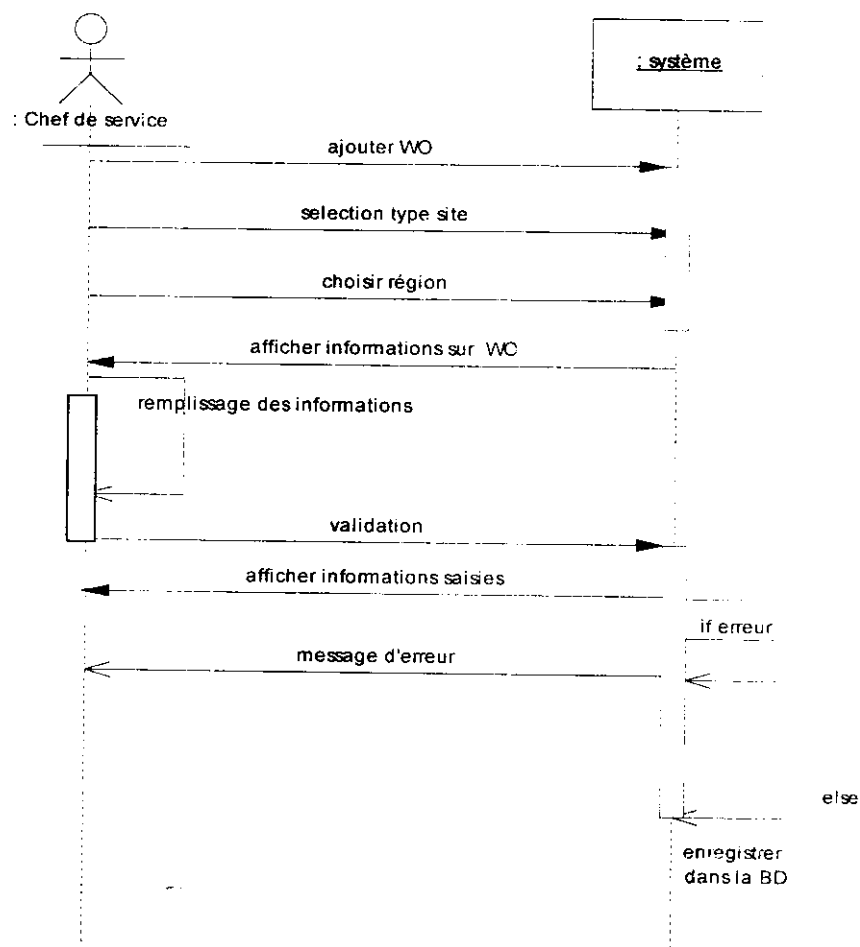 : système
: Chef de service
ajouter WO
selection type site
choisir région
afficher informations sur WO
remplissage des informations
validation
afficher informations saisies
if erreur
message d'erreur
else
enregistrer
dans la BD